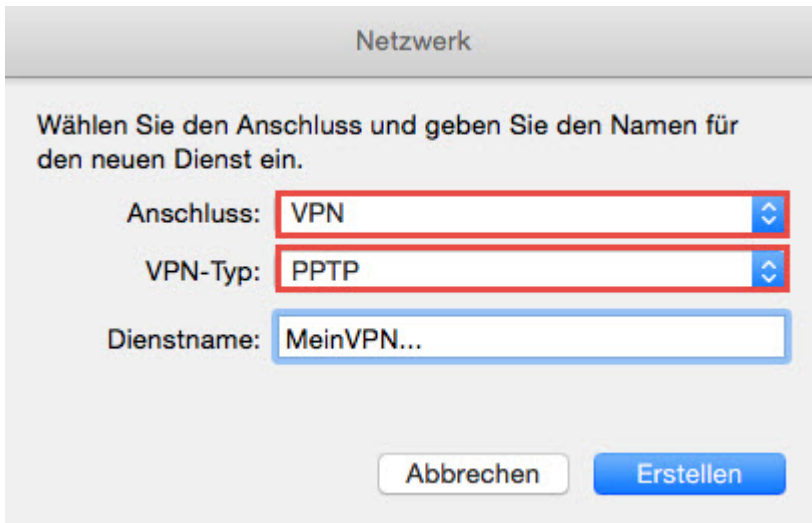 Netzwerk
Wählen Sie den Anschluss und geben Sie den Namen für
den neuen Dienst ein.
Anschluss: VPN
VPN-Typ: PPTP
Dienstname: MeinVPN...
Abbrechen Erstellen